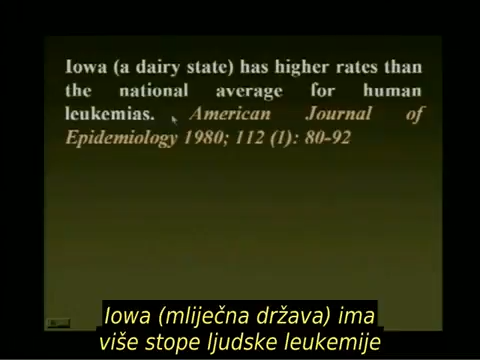 Iowa (a dairy state) has higher rates than
the national average for human
leukemias. American Journal of
Epidemiology 1980; 112 (1): 80-92
Iowa (mliječna država) ima
više stope ljudske leukemije